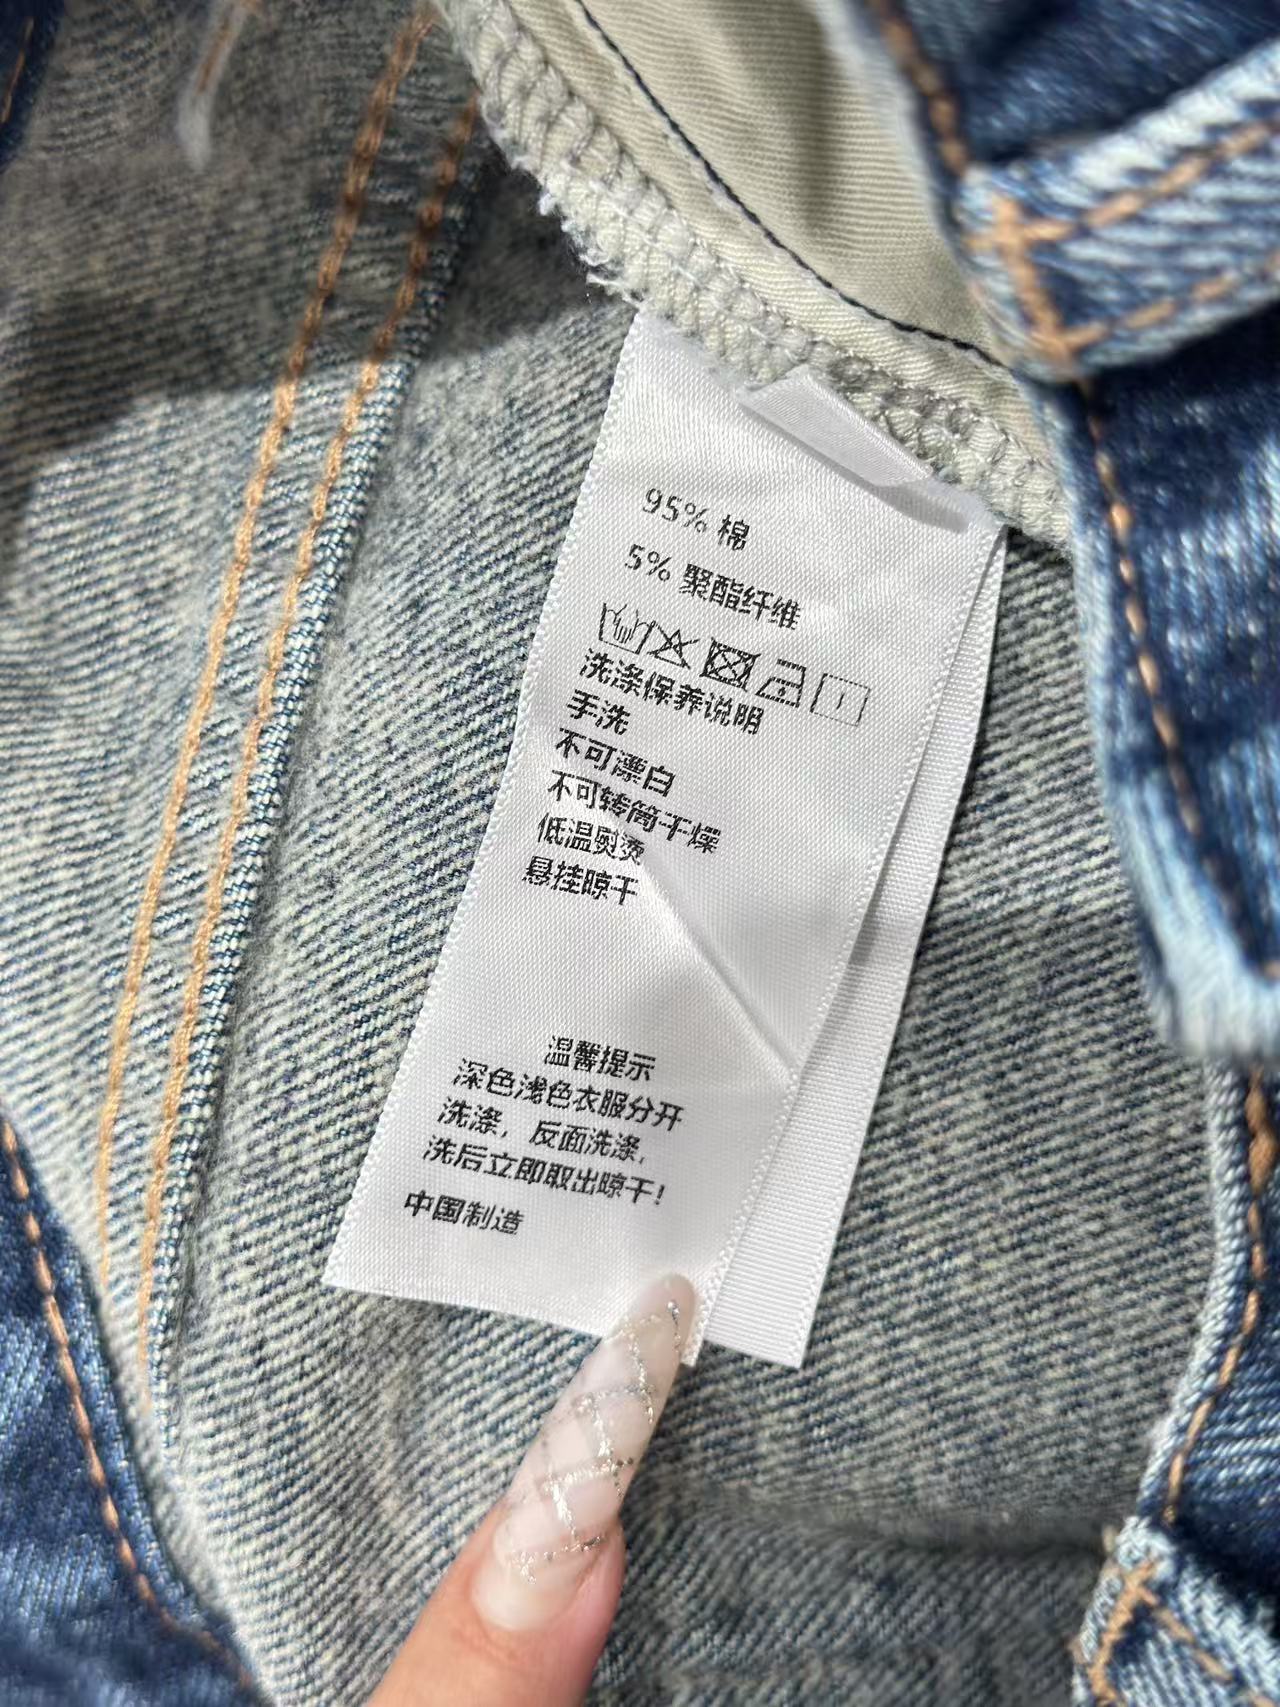 95% 棉
5% 聚酯纤维
洗涤保养说明
手洗
不可漂白
不可转筒干燥
低温熨烫
悬挂晾干
温馨提示
深色浅色衣服分开
洗涤，反面洗涤，
洗后立即取出晾干！
中国制造